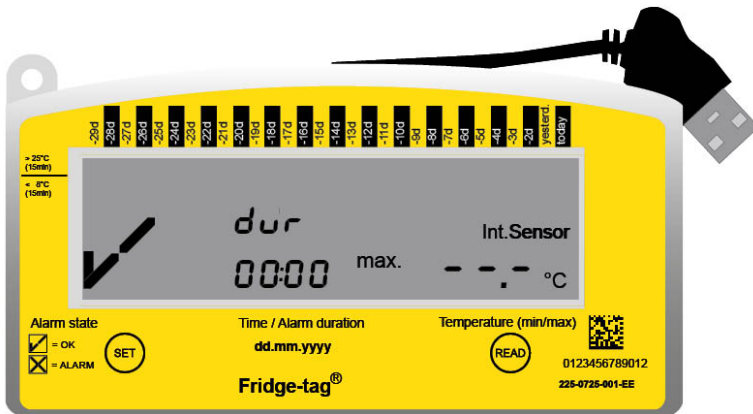 -29d -28d -27d -26d -25d -24d -23d -22d -21d -20d -19d -18d -17d -16d -15d -14d -13d -12d -11d -10d -9d -8d -7d -6d -5d -4d -3d -2d yesterd. today
> 25°C
(15min)
< 8°C
(15min)
dur
Int.Sensor
00:00 max. --.- °C
Alarm state
Time / Alarm duration
Temperature (min/max)
= OK
= ALARM
SET
dd.mm.yyyy
READ
0123456789012
Fridge-tag®
225-0725-001-EE